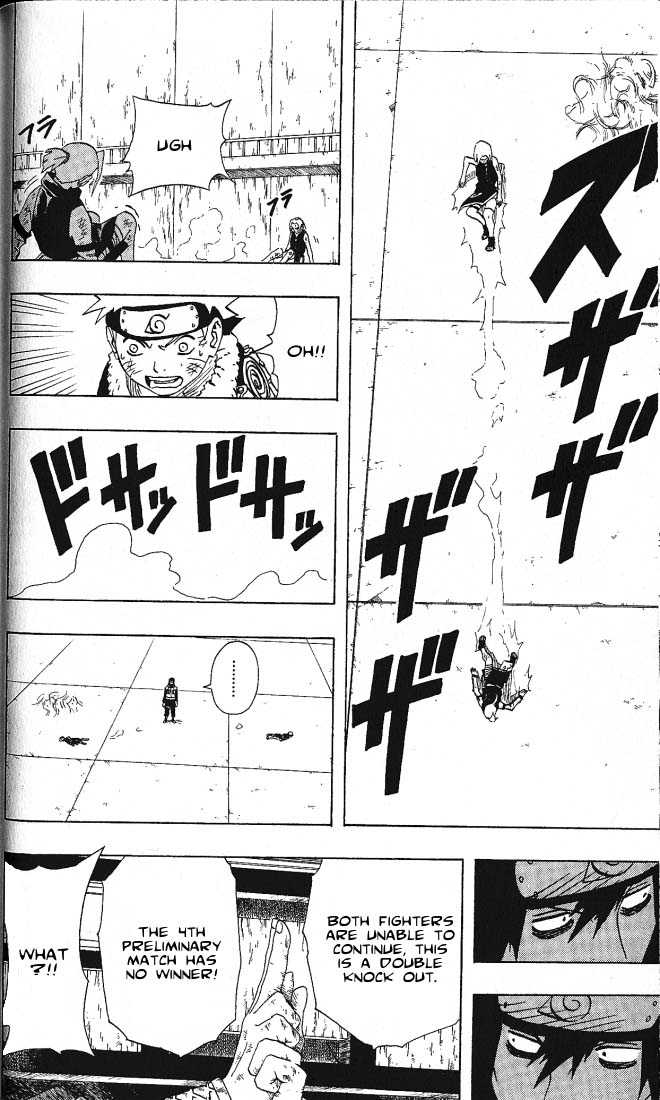 ズ
ザ
ザ
ザ
ザ
フラ
UGH
フラ
OH!!
ドサッ
ドサッ
........
BOTH FIGHTERS
ARE UNABLE TO
CONTINUE, THIS
IS A DOUBLE
KNOCK OUT.
THE 4TH
PRELIMINARY
MATCH HAS
NO WINNER!
WHAT
?!!